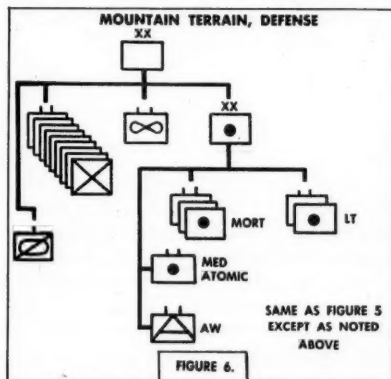 MOUNTAIN TERRAIN, DEFENSE
XX
XX
MORT
LT
MED
ATOMIC
AW
SAME AS FIGURE 5
EXCEPT AS NOTED
ABOVE
FIGURE 6.